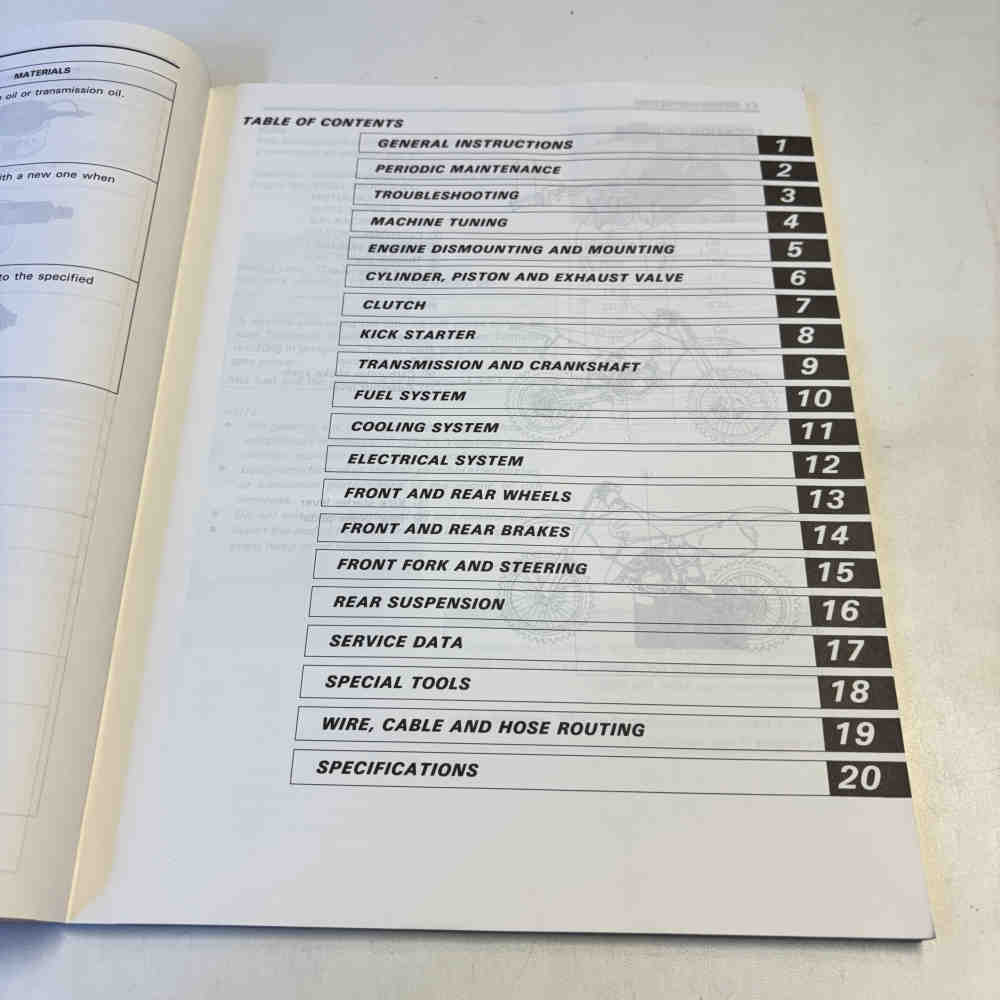 MATERIALS
oil or transmission oil.
with a new one when
to the specified
TABLE OF CONTENTS
GENERAL INSTRUCTIONS 1
PERIODIC MAINTENANCE 2
TROUBLESHOOTING 3
MACHINE TUNING 4
ENGINE DISMOUNTING AND MOUNTING 5
CYLINDER, PISTON AND EXHAUST VALVE 6
CLUTCH 7
KICK STARTER 8
TRANSMISSION AND CRANKSHAFT 9
FUEL SYSTEM 10
COOLING SYSTEM 11
ELECTRICAL SYSTEM 12
FRONT AND REAR WHEELS 13
FRONT AND REAR BRAKES 14
FRONT FORK AND STEERING 15
REAR SUSPENSION 16
SERVICE DATA 17
SPECIAL TOOLS 18
WIRE, CABLE AND HOSE ROUTING 19
SPECIFICATIONS 20